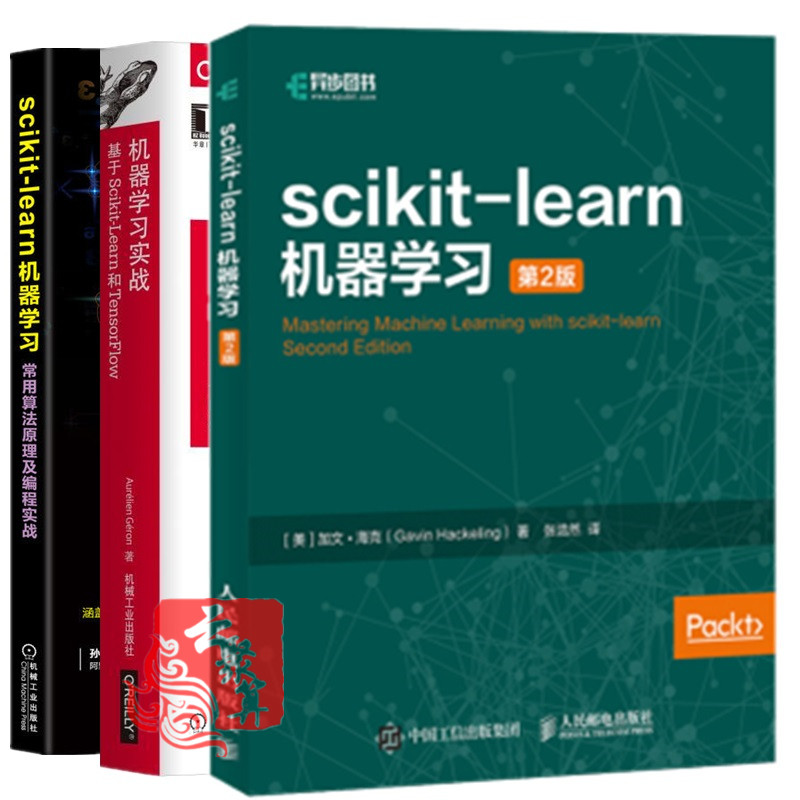 scikit-learn机器学习
常用算法原理及编程实战
机械工业出版社
China Machine Press
机器学习实战
基于Scikit-Learn和TensorFlow
Aurélien Géron 著
机械工业出版社
O'REILLY
scikit-learn 机器学习
第2版
异步图书
www.epubit.com
scikit-learn
机器学习 第2版
Mastering Machine Learning with scikit-learn
Second Edition
[美]加文·海克(Gavin Hackeling) 著 张浩然 译
Packt>
中国工信出版集团 人民邮电出版社